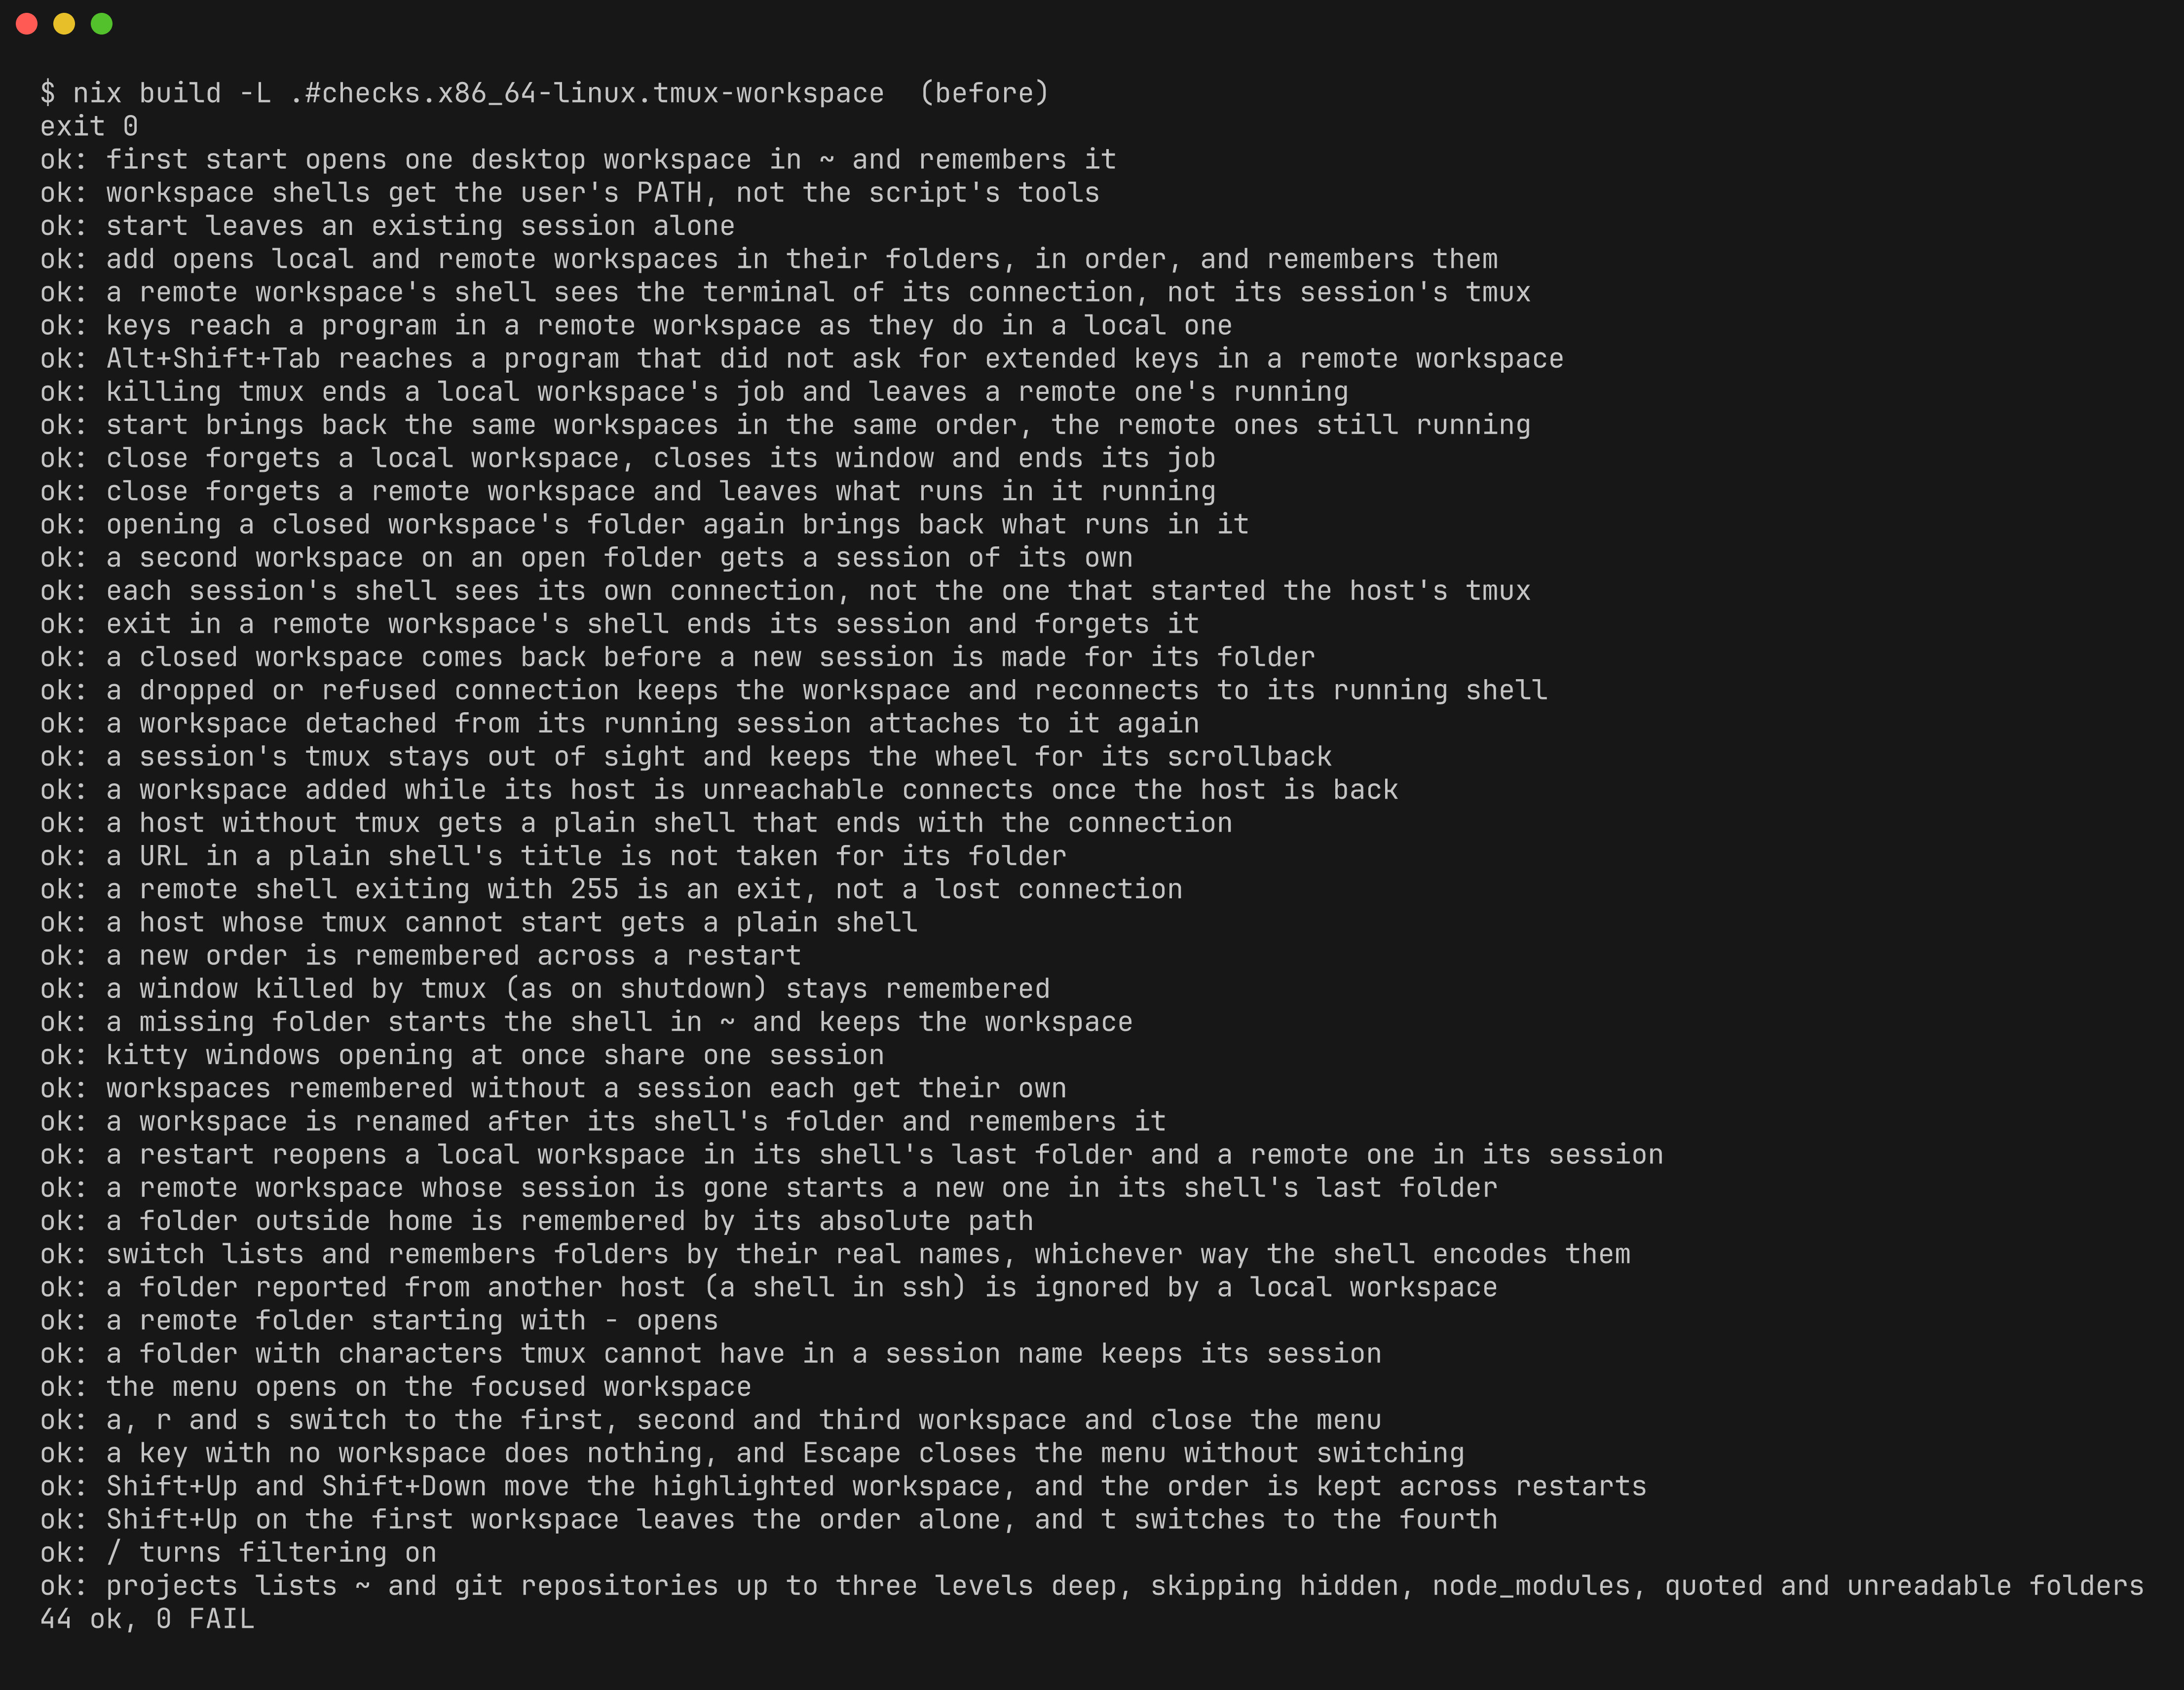 $ nix build -L .#checks.x86_64-linux.tmux-workspace  (before)
exit 0
ok: first start opens one desktop workspace in ~ and remembers it
ok: workspace shells get the user's PATH, not the script's tools
ok: start leaves an existing session alone
ok: add opens local and remote workspaces in their folders, in order, and remembers them
ok: a remote workspace's shell sees the terminal of its connection, not its session's tmux
ok: keys reach a program in a remote workspace as they do in a local one
ok: Alt+Shift+Tab reaches a program that did not ask for extended keys in a remote workspace
ok: killing tmux ends a local workspace's job and leaves a remote one's running
ok: start brings back the same workspaces in the same order, the remote ones still running
ok: close forgets a local workspace, closes its window and ends its job
ok: close forgets a remote workspace and leaves what runs in it running
ok: opening a closed workspace's folder again brings back what runs in it
ok: a second workspace on an open folder gets a session of its own
ok: each session's shell sees its own connection, not the one that started the host's tmux
ok: exit in a remote workspace's shell ends its session and forgets it
ok: a closed workspace comes back before a new session is made for its folder
ok: a dropped or refused connection keeps the workspace and reconnects to its running shell
ok: a workspace detached from its running session attaches to it again
ok: a session's tmux stays out of sight and keeps the wheel for its scrollback
ok: a workspace added while its host is unreachable connects once the host is back
ok: a host without tmux gets a plain shell that ends with the connection
ok: a URL in a plain shell's title is not taken for its folder
ok: a remote shell exiting with 255 is an exit, not a lost connection
ok: a host whose tmux cannot start gets a plain shell
ok: a new order is remembered across a restart
ok: a window killed by tmux (as on shutdown) stays remembered
ok: a missing folder starts the shell in ~ and keeps the workspace
ok: kitty windows opening at once share one session
ok: workspaces remembered without a session each get their own
ok: a workspace is renamed after its shell's folder and remembers it
ok: a restart reopens a local workspace in its shell's last folder and a remote one in its session
ok: a remote workspace whose session is gone starts a new one in its shell's last folder
ok: a folder outside home is remembered by its absolute path
ok: switch lists and remembers folders by their real names, whichever way the shell encodes them
ok: a folder reported from another host (a shell in ssh) is ignored by a local workspace
ok: a remote folder starting with - opens
ok: a folder with characters tmux cannot have in a session name keeps its session
ok: the menu opens on the focused workspace
ok: a, r and s switch to the first, second and third workspace and close the menu
ok: a key with no workspace does nothing, and Escape closes the menu without switching
ok: Shift+Up and Shift+Down move the highlighted workspace, and the order is kept across restarts
ok: Shift+Up on the first workspace leaves the order alone, and t switches to the fourth
ok: / turns filtering on
ok: projects lists ~ and git repositories up to three levels deep, skipping hidden, node_modules, quoted and unreadable folders
44 ok, 0 FAIL